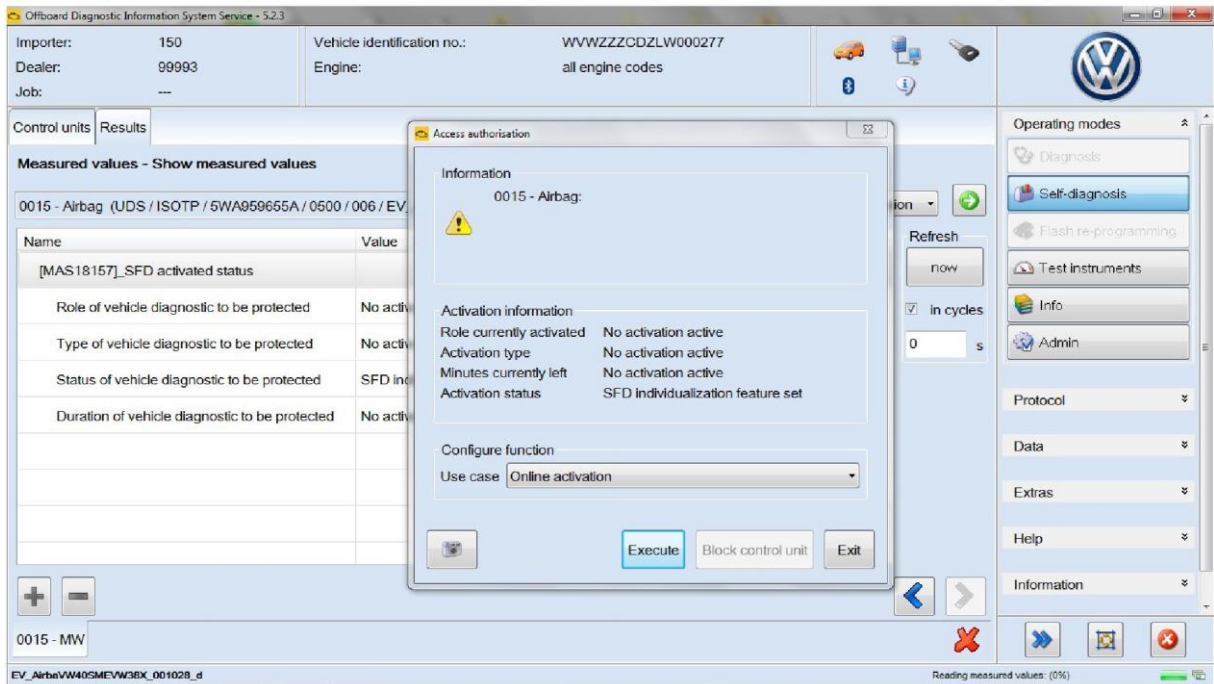 Offboard Diagnostic Information System Service - 5.2.3
Importer: 150
Dealer: 99993
Job: ---
Vehicle identification no.: WVWZZZCDZLW000277
Engine: all engine codes
Control units Results
Measured values - Show measured values
0015 - Airbag (UDS / ISOTP / 5WA959655A / 0500 / 006 / EV_
ion
Name Value
[MAS18157]_SFD activated status
Role of vehicle diagnostic to be protected No activ
Type of vehicle diagnostic to be protected No activ
Status of vehicle diagnostic to be protected SFD ind
Duration of vehicle diagnostic to be protected No activ
Refresh
now
in cycles
0 s
Access authorisation
Information
0015 - Airbag:
Activation information
Role currently activated No activation active
Activation type No activation active
Minutes currently left No activation active
Activation status SFD individualization feature set
Configure function
Use case Online activation
Execute Block control unit Exit
Operating modes
Diagnosis
Self-diagnosis
Flash re-programming
Test instruments
Info
Admin
Protocol
Data
Extras
Help
Information
0015 - MW
EV_AirbaVW40SMEVW38X_001028_d
Reading measured values: (0%)